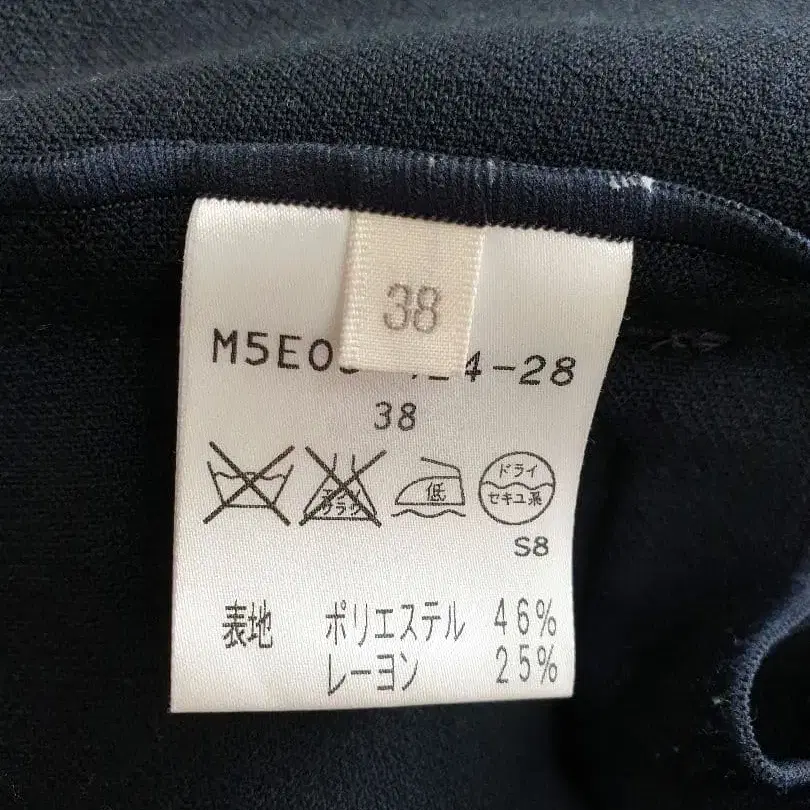 38
M5E0
4-28
38
低
ドライ
セキユ系
S8
表地 ポリエステル 46%
レーヨン 25%